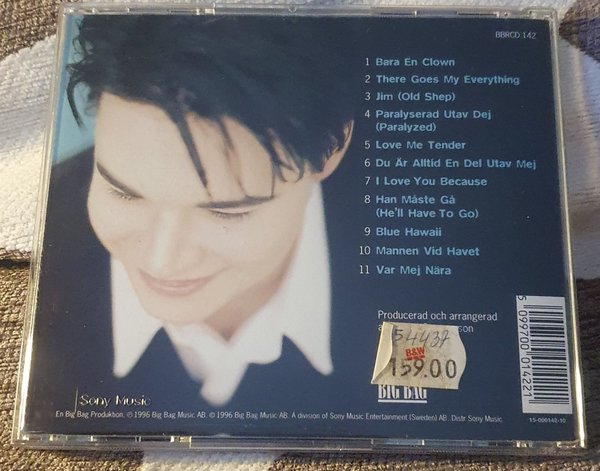 BBRCD 142
1 Bara En Clown
2 There Goes My Everything
3 Jim (Old Shep)
4 Paralyserad Utav Dej
(Paralyzed)
5 Love Me Tender
6 Du Är Alltid En Del Utav Mej
7 I Love You Because
8 Han Måste Gå
(He'll Have To Go)
9 Blue Hawaii
10 Mannen Vid Havet
11 Var Mej Nära
Producerad och arrangerad
54437
B&W
159.00
BIG BAG
5 099700 014221
15-000142-10
Sony Music
En Big Bag Produktion. ℗ 1996 Big Bag Music AB. © 1996 Big Bag Music AB. A division of Sony Music Entertainment (Sweden) AB. Distr Sony Music